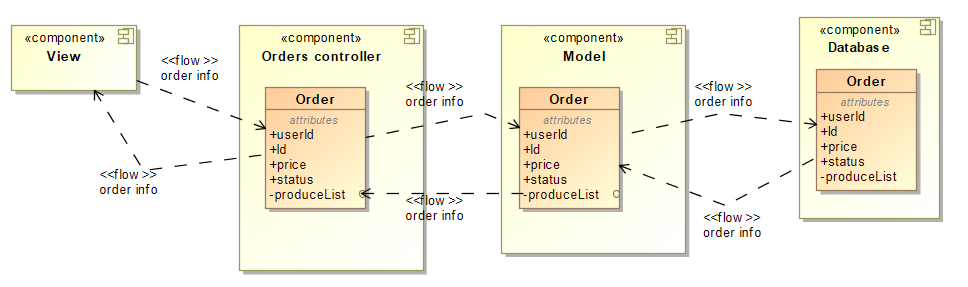 «component»
View
<<flow >>
order info
<<flow >>
order info
«component»
Orders controller
Order
attributes
+userId
+Id
+price
+status
-produceList
<<flow >>
order info
<<flow >>
order info
«component»
Model
Order
attributes
+userId
+Id
+price
+status
-produceList
<<flow >>
order info
<<flow >>
order info
«component»
Database
Order
attributes
+userId
+Id
+price
+status
-produceList